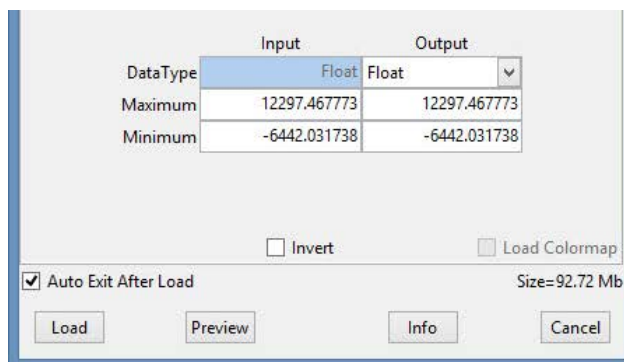 Input Output
DataType Float Float
Maximum 12297.467773 12297.467773
Minimum -6442.031738 -6442.031738
Invert Load Colormap
Auto Exit After Load Size=92.72 Mb
Load Preview Info Cancel